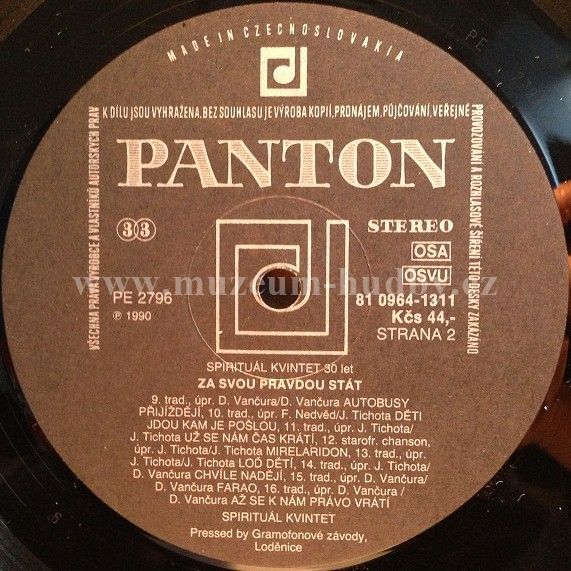 MADE IN CZECHOSLOVAKIA
K DÍLU JSOU VYHRAŽENA. BEZ SOUHLASU JE VÝROBA KOPIÍ, PRONÁJEM, PŮJČOVÁNÍ, VEŘEJNÉ
VŠECHNA PRÁVA VÝROBCE A VLASTNÍKŮ AUTORSKÝCH PRÁV
PROVOZOVÁNÍ A ROZHLASOVÉ ŠÍŘENÍ TÉTO DESKY ZAKÁZÁNO
PANTON
33
STEREO
OSA
OSVU
www.muzeum-hudby.cz
PE 2796
℗ 1990
81 0964-1311
Kčs 44,-
STRANA 2
SPIRITUÁL KVINTET 30 let
ZA SVOU PRAVDOU STÁT
9. trad., úpr. D. Vančura/D. Vančura AUTOBUSY
PŘIJÍŽDĚJÍ, 10. trad., úpr. F. Nedvěd/J. Tichota DĚTI
JDOU KAM JE POŠLOU, 11. trad., úpr. J. Tichota/
J. Tichota UŽ SE NÁM ČAS KRÁTÍ, 12. starofr. chanson,
úpr. J. Tichota/J. Tichota MIRELARIDON, 13. trad., úpr.
J. Tichota/J. Tichota LOĎ DĚTÍ, 14. trad., úpr. J. Tichota/
D. Vančura CHVÍLE NADĚJÍ, 15. trad., úpr. D. Vančura/
D. Vančura FARAO, 16. trad., úpr. D. Vančura /
D. Vančura AŽ SE K NÁM PRÁVO VRÁTÍ
SPIRITUÁL KVINTET
Pressed by Gramofonové závody,
Loděnice